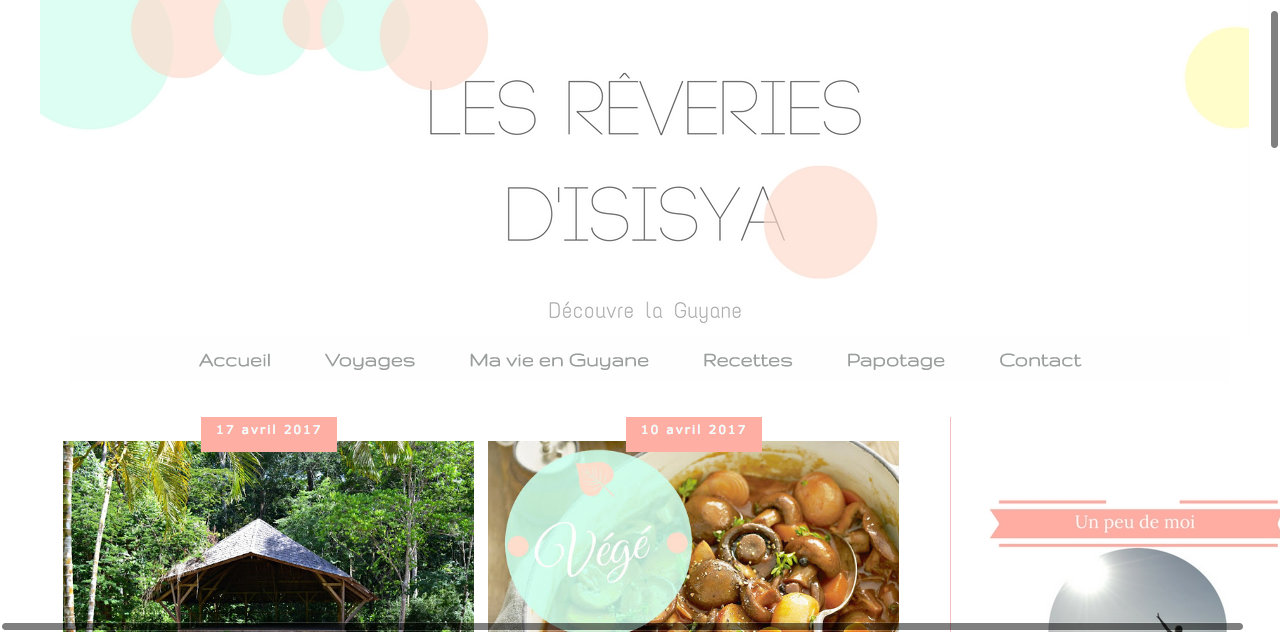 LES RÊVERIES
D'ISISYA
Découvre la Guyane
Accueil Voyages Ma vie en Guyane Recettes Papotage Contact
17 avril 2017
10 avril 2017
Végé
Un peu de moi